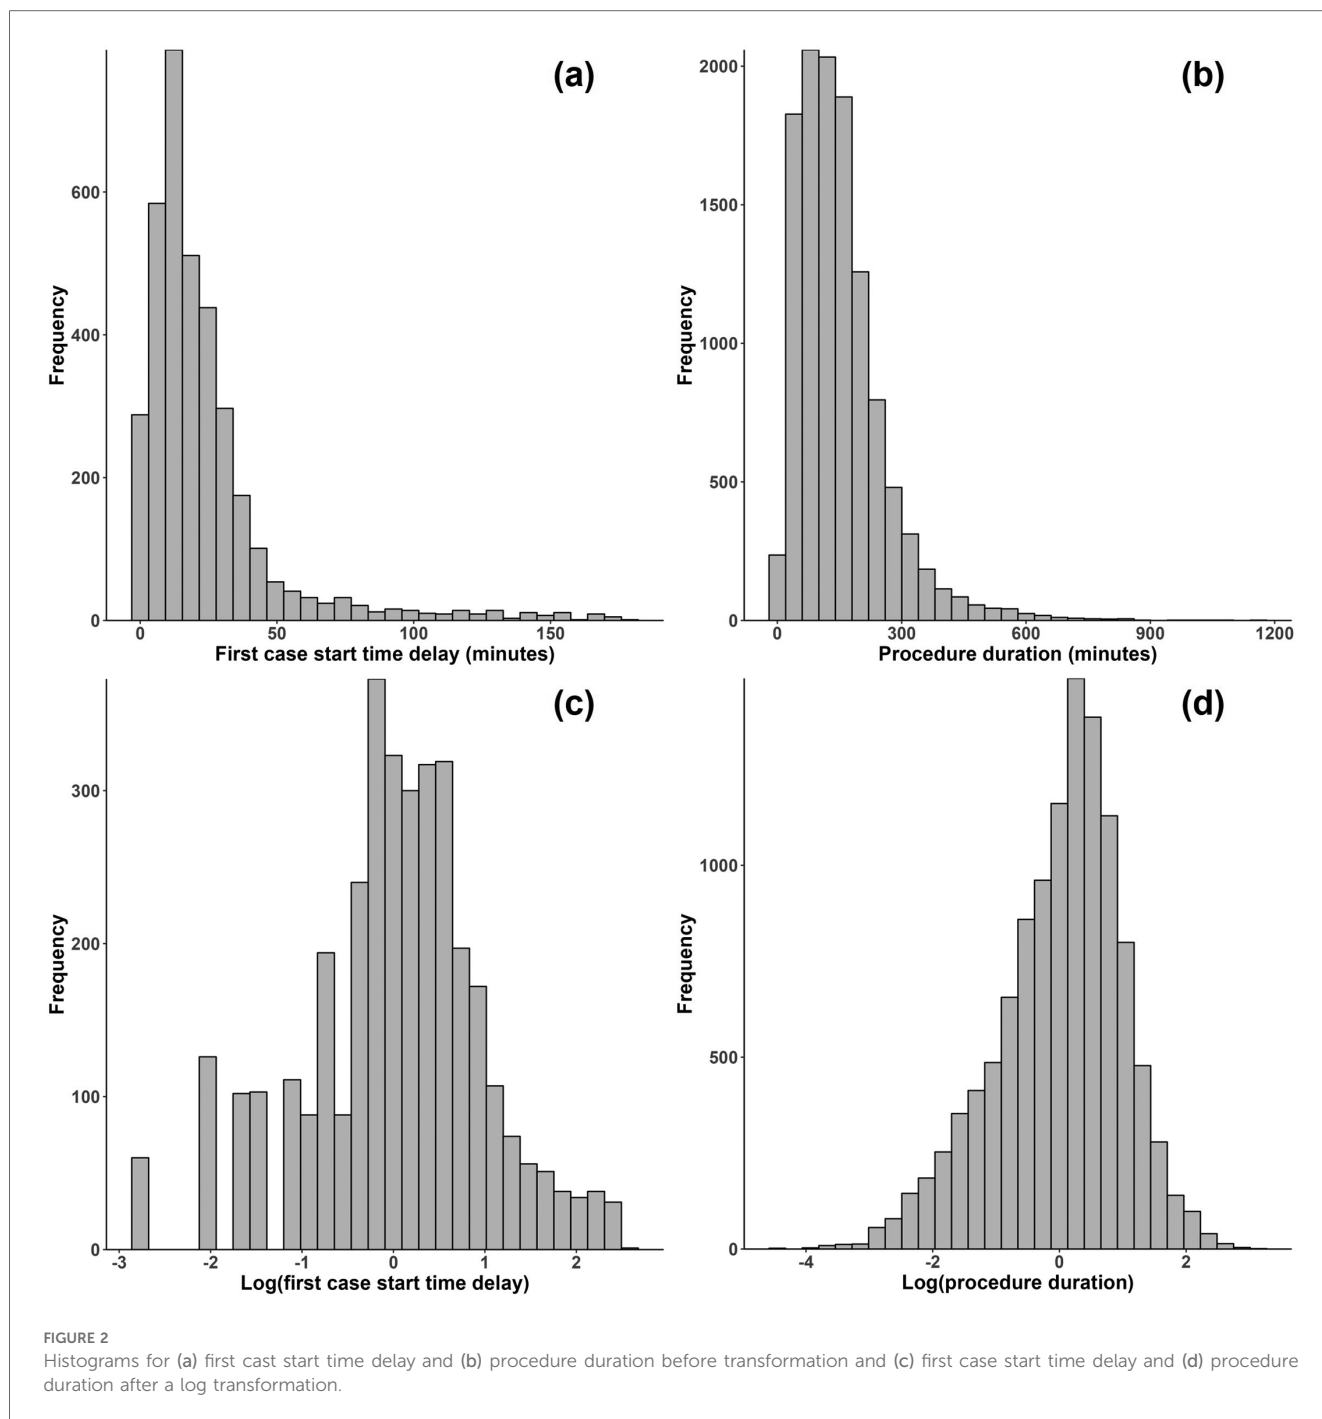 (a)
600
400
200
0
Frequency
0 50 100 150
First case start time delay (minutes)
(b)
2000
1500
1000
500
0
Frequency
0 300 600 900 1200
Procedure duration (minutes)
(c)
300
200
100
0
Frequency
-3 -2 -1 0 1 2
Log(first case start time delay)
(d)
1000
500
0
Frequency
-4 -2 0 2
Log(procedure duration)
FIGURE 2
Histograms for (a) first cast start time delay and (b) procedure duration before transformation and (c) first case start time delay and (d) procedure
duration after a log transformation.